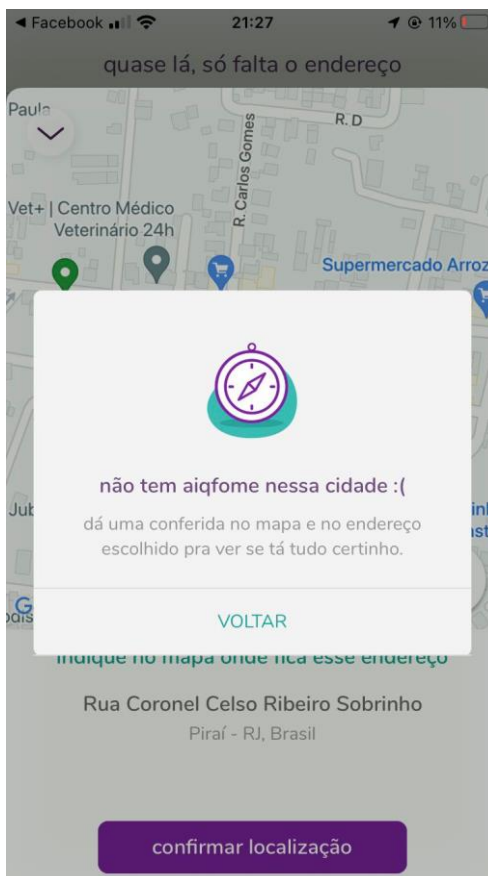 Facebook 21:27 11%
quase lá, só falta o endereço
Paula
R. D
R. Carlos Gomes
Vet+ | Centro Médico
Veterinário 24h
Supermercado Arroz
não tem aiqfome nessa cidade :(
dá uma conferida no mapa e no endereço
escolhido pra ver se tá tudo certinho.
VOLTAR
indique no mapa onde fica esse endereço
Rua Coronel Celso Ribeiro Sobrinho
Piraí - RJ, Brasil
confirmar localização